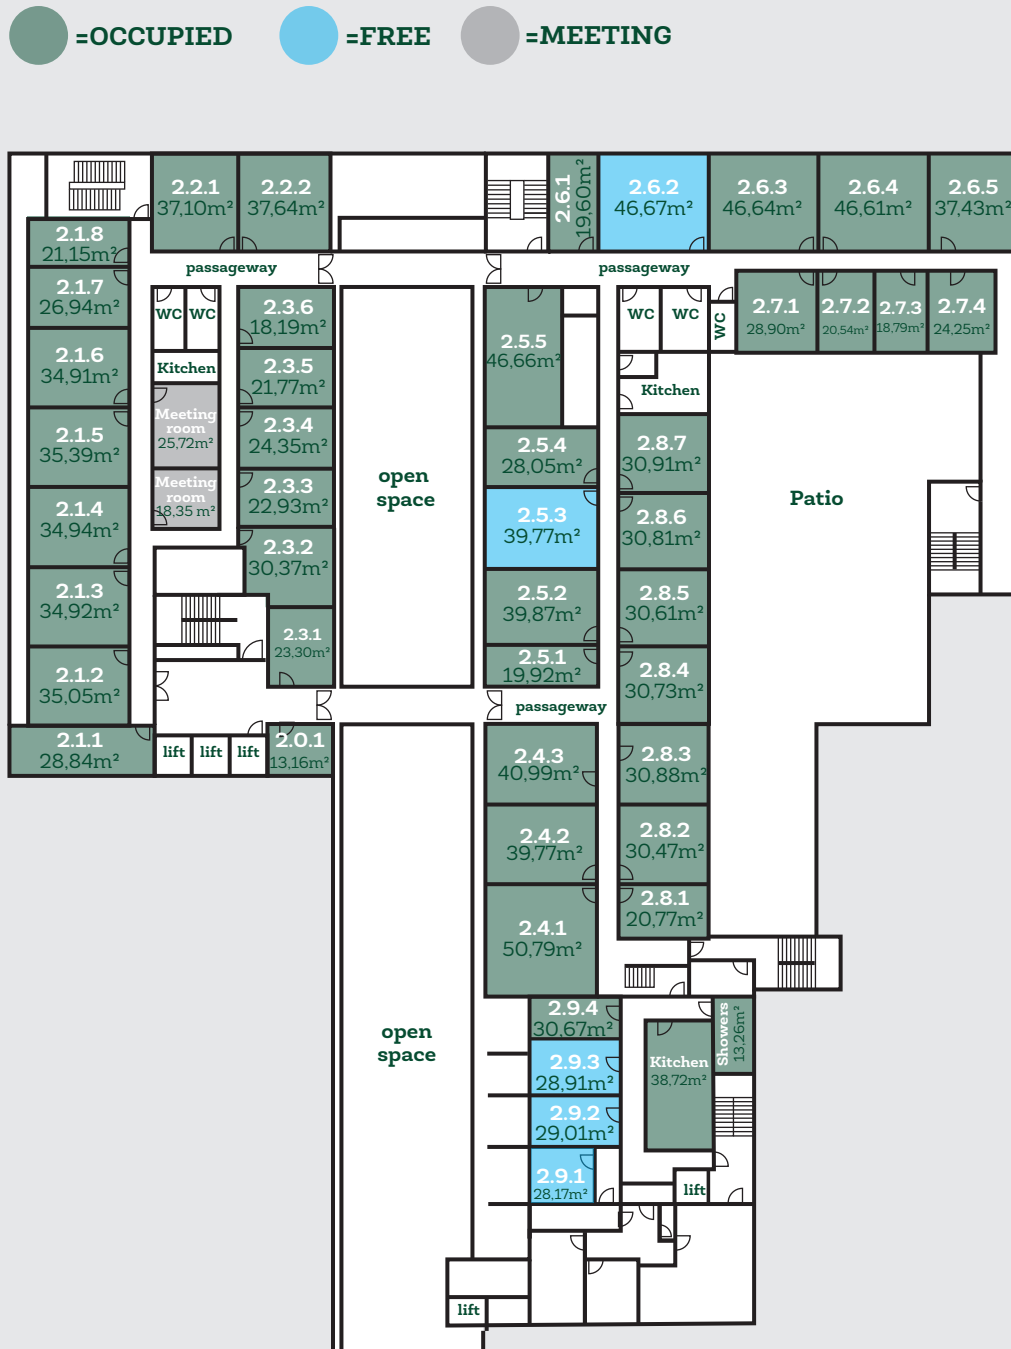 =OCCUPIED
=FREE
=MEETING
2.2.1
37,10m²
2.2.2
37,64m²
2.6.1
19,60m²
2.6.2
46,67m²
2.6.3
46,64m²
2.6.4
46,61m²
2.6.5
37,43m²
2.1.8
21,15m²
passageway
passageway
2.1.7
26,94m²
WC
WC
2.3.6
18,19m²
2.5.5
46,66m²
WC
WC
WC
2.7.1
28,90m²
2.7.2
20,54m²
2.7.3
18,79m²
2.7.4
24,25m²
2.1.6
34,91m²
Kitchen
2.3.5
21,77m²
Kitchen
Meeting
room
25,72m²
2.1.5
35,39m²
2.3.4
24,35m²
2.5.4
28,05m²
2.8.7
30,91m²
open
space
Meeting
room
18,35 m²
2.3.3
22,93m²
2.5.3
39,77m²
Patio
2.1.4
34,94m²
2.8.6
30,81m²
2.3.2
30,37m²
2.1.3
34,92m²
2.5.2
39,87m²
2.8.5
30,61m²
2.3.1
23,30m²
2.1.2
35,05m²
2.5.1
19,92m²
2.8.4
30,73m²
passageway
2.1.1
28,84m²
lift
lift
lift
2.0.1
13,16m²
2.4.3
40,99m²
2.8.3
30,88m²
2.4.2
39,77m²
2.8.2
30,47m²
2.4.1
50,79m²
2.8.1
20,77m²
open
space
2.9.4
30,67m²
Showers
13,26m²
2.9.3
28,91m²
Kitchen
38,72m²
2.9.2
29,01m²
2.9.1
28,17m²
lift
lift